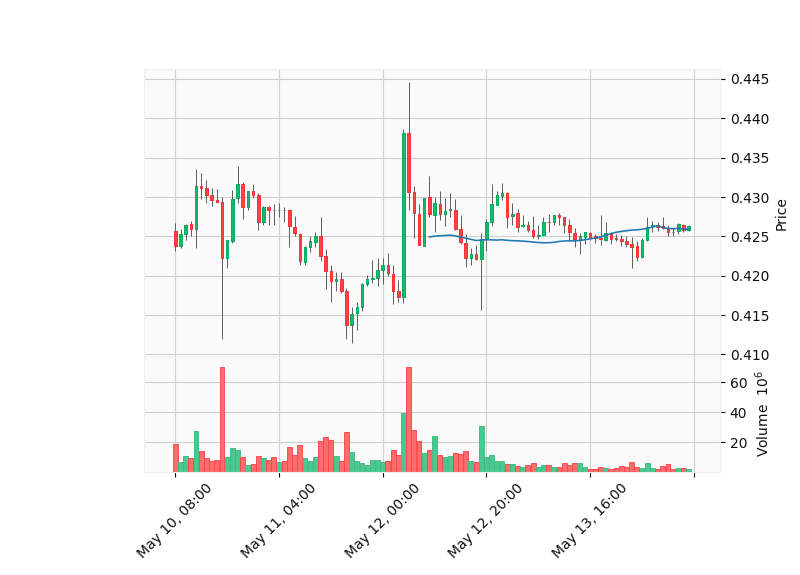 0.445
0.440
0.435
0.430
0.425
0.420
0.415
0.410
Price
60
40
20
Volume 10⁶
May 10, 08:00
May 11, 04:00
May 12, 00:00
May 12, 20:00
May 13, 16:00